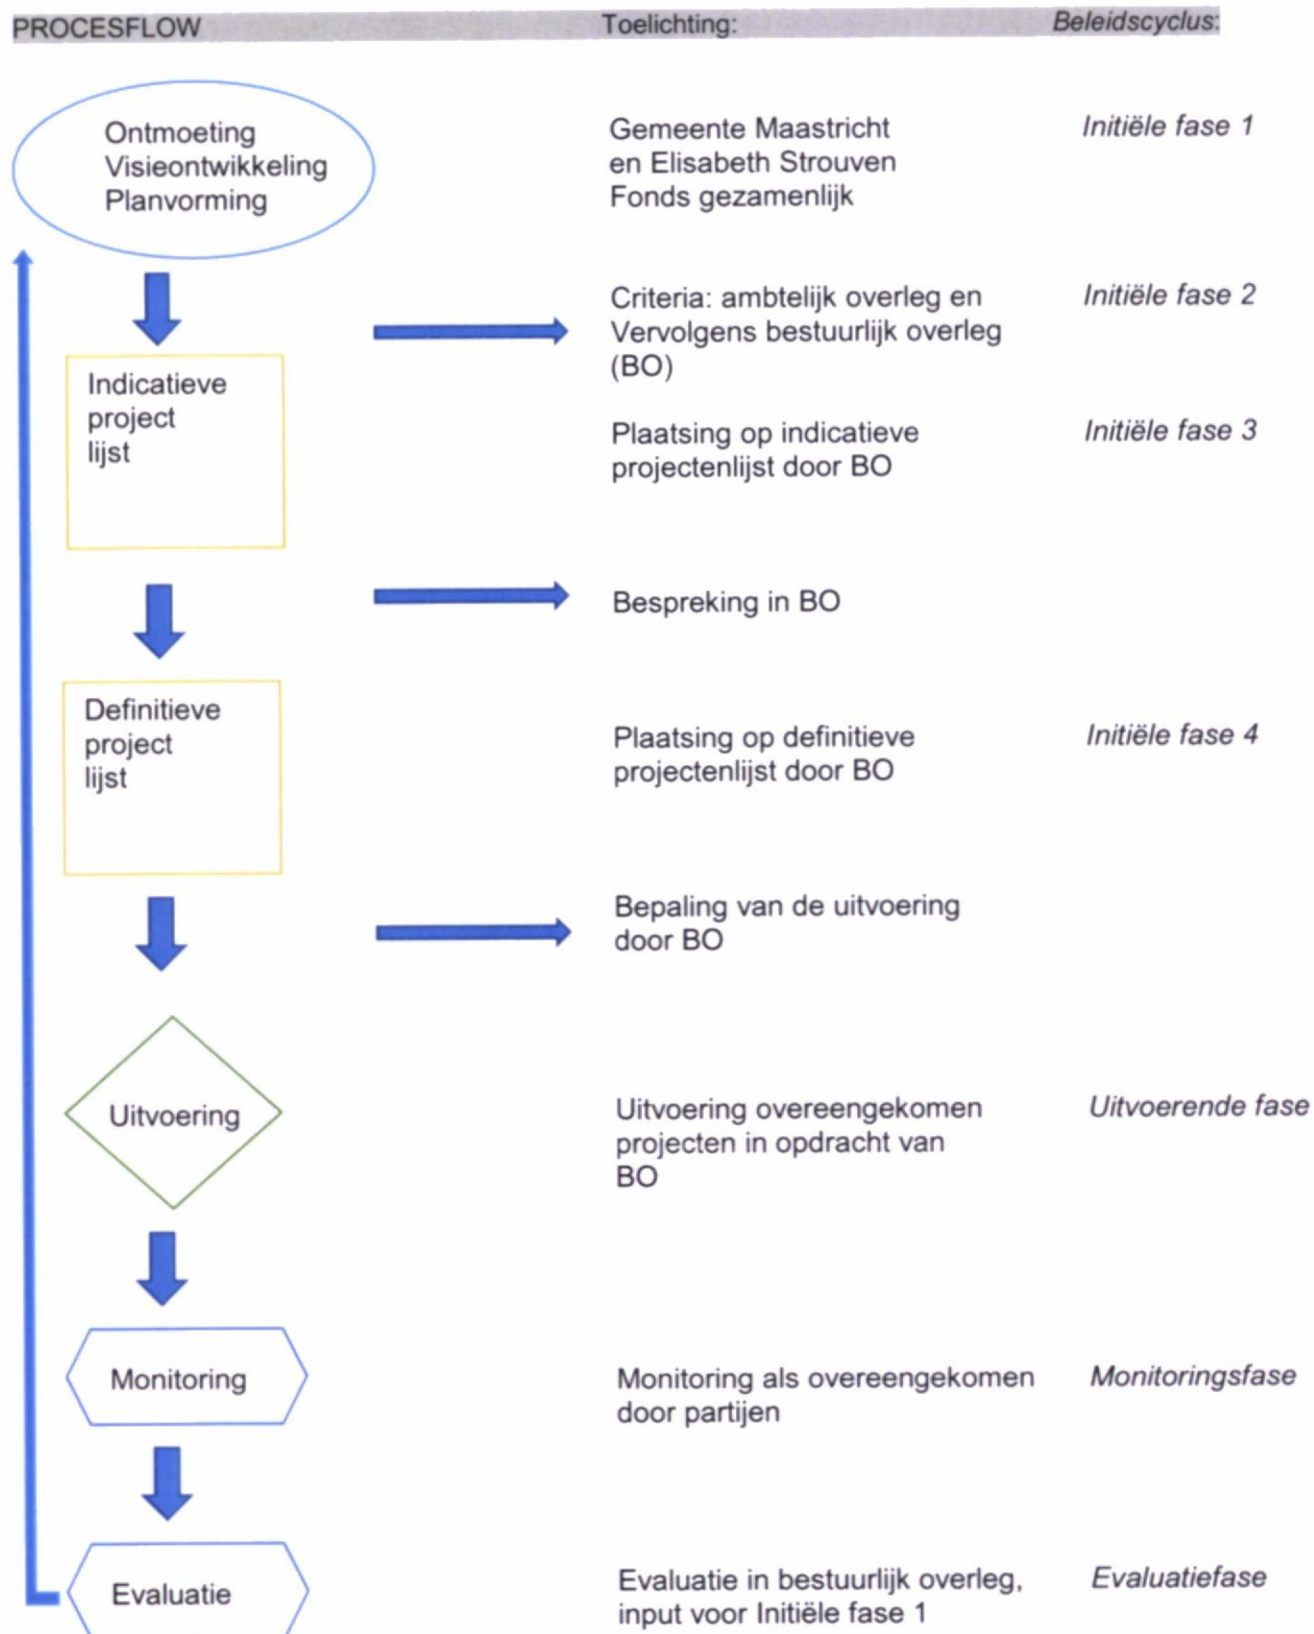 PROCESFLOW Toelichting: Beleidscyclus:
Ontmoeting
Visieontwikkeling
Planvorming
Gemeente Maastricht
en Elisabeth Strouven
Fonds gezamenlijk
Initiële fase 1
Criteria: ambtelijk overleg en
Vervolgens bestuurlijk overleg
(BO)
Initiële fase 2
Indicatieve
project
lijst
Plaatsing op indicatieve
projectenlijst door BO
Initiële fase 3
Bespreking in BO
Definitieve
project
lijst
Plaatsing op definitieve
projectenlijst door BO
Initiële fase 4
Bepaling van de uitvoering
door BO
Uitvoering
Uitvoering overeengekomen
projecten in opdracht van
BO
Uitvoerende fase
Monitoring
Monitoring als overeengekomen
door partijen
Monitoringsfase
Evaluatie
Evaluatie in bestuurlijk overleg,
input voor Initiële fase 1
Evaluatiefase